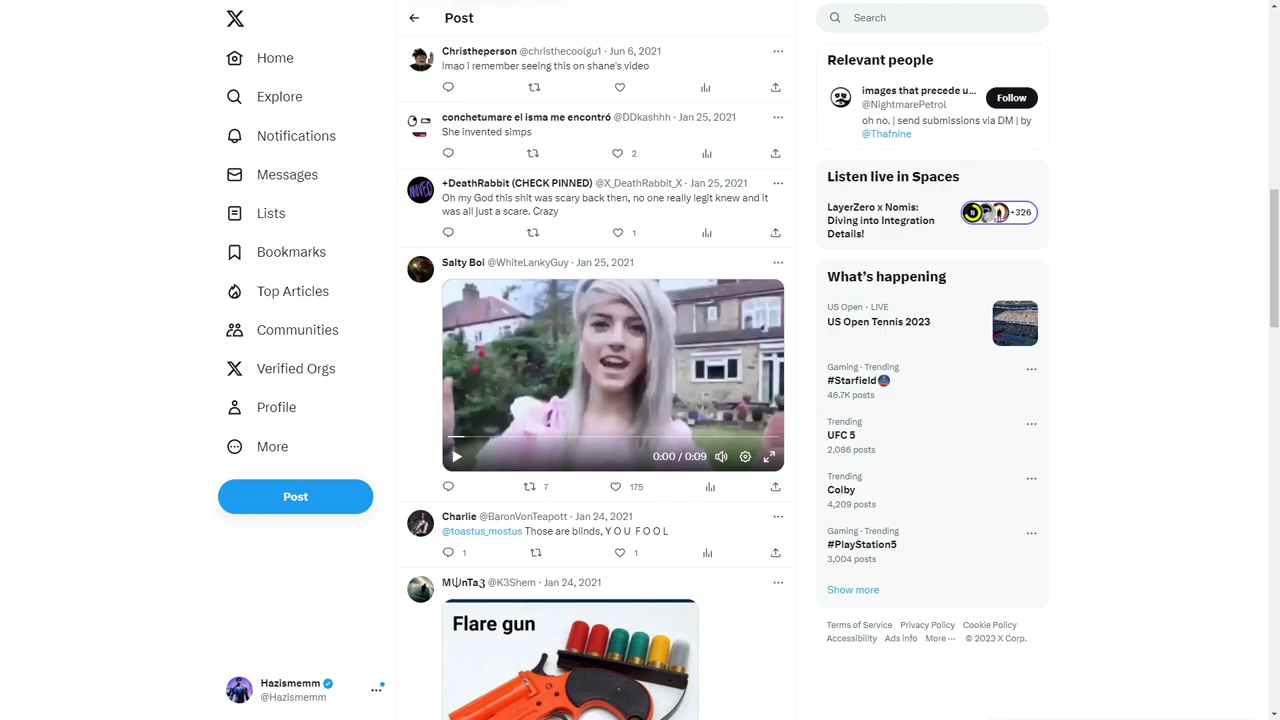 Home
Explore
Notifications
Messages
Lists
Bookmarks
Top Articles
Communities
Verified Orgs
Profile
More
Post
Hazismemm
@Hazismemm
Post
Christheperson @christhecoolgu1 · Jun 6, 2021
lmao i remember seeing this on shane's video
conchetumare el isma me encontró @DDkashhh · Jan 25, 2021
She invented simps
2
+DeathRabbit (CHECK PINNED) @X_DeathRabbit_X · Jan 25, 2021
Oh my God this shit was scary back then, no one really legit knew and it
was all just a scare. Crazy
1
Salty Boi @WhiteLankyGuy · Jan 25, 2021
0:00 / 0:09
7 175
Charlie @BaronVonTeapott · Jan 24, 2021
@toastus_mostus Those are blinds, Y O U F O O L
1 1
MψnTaʒ @K3Shem · Jan 24, 2021
Flare gun
Search
Relevant people
images that precede u...
@NightmarePetrol
Follow
oh no. | send submissions via DM | by
@Thafnine
Listen live in Spaces
LayerZero x Nomis:
Diving into Integration
Details!
N
+326
What's happening
US Open · LIVE
US Open Tennis 2023
Gaming · Trending
#Starfield
46.7K posts
Trending
UFC 5
2,086 posts
Trending
Colby
4,209 posts
Gaming · Trending
#PlayStation5
3,004 posts
Show more
Terms of Service Privacy Policy Cookie Policy
Accessibility Ads info More ··· © 2023 X Corp.